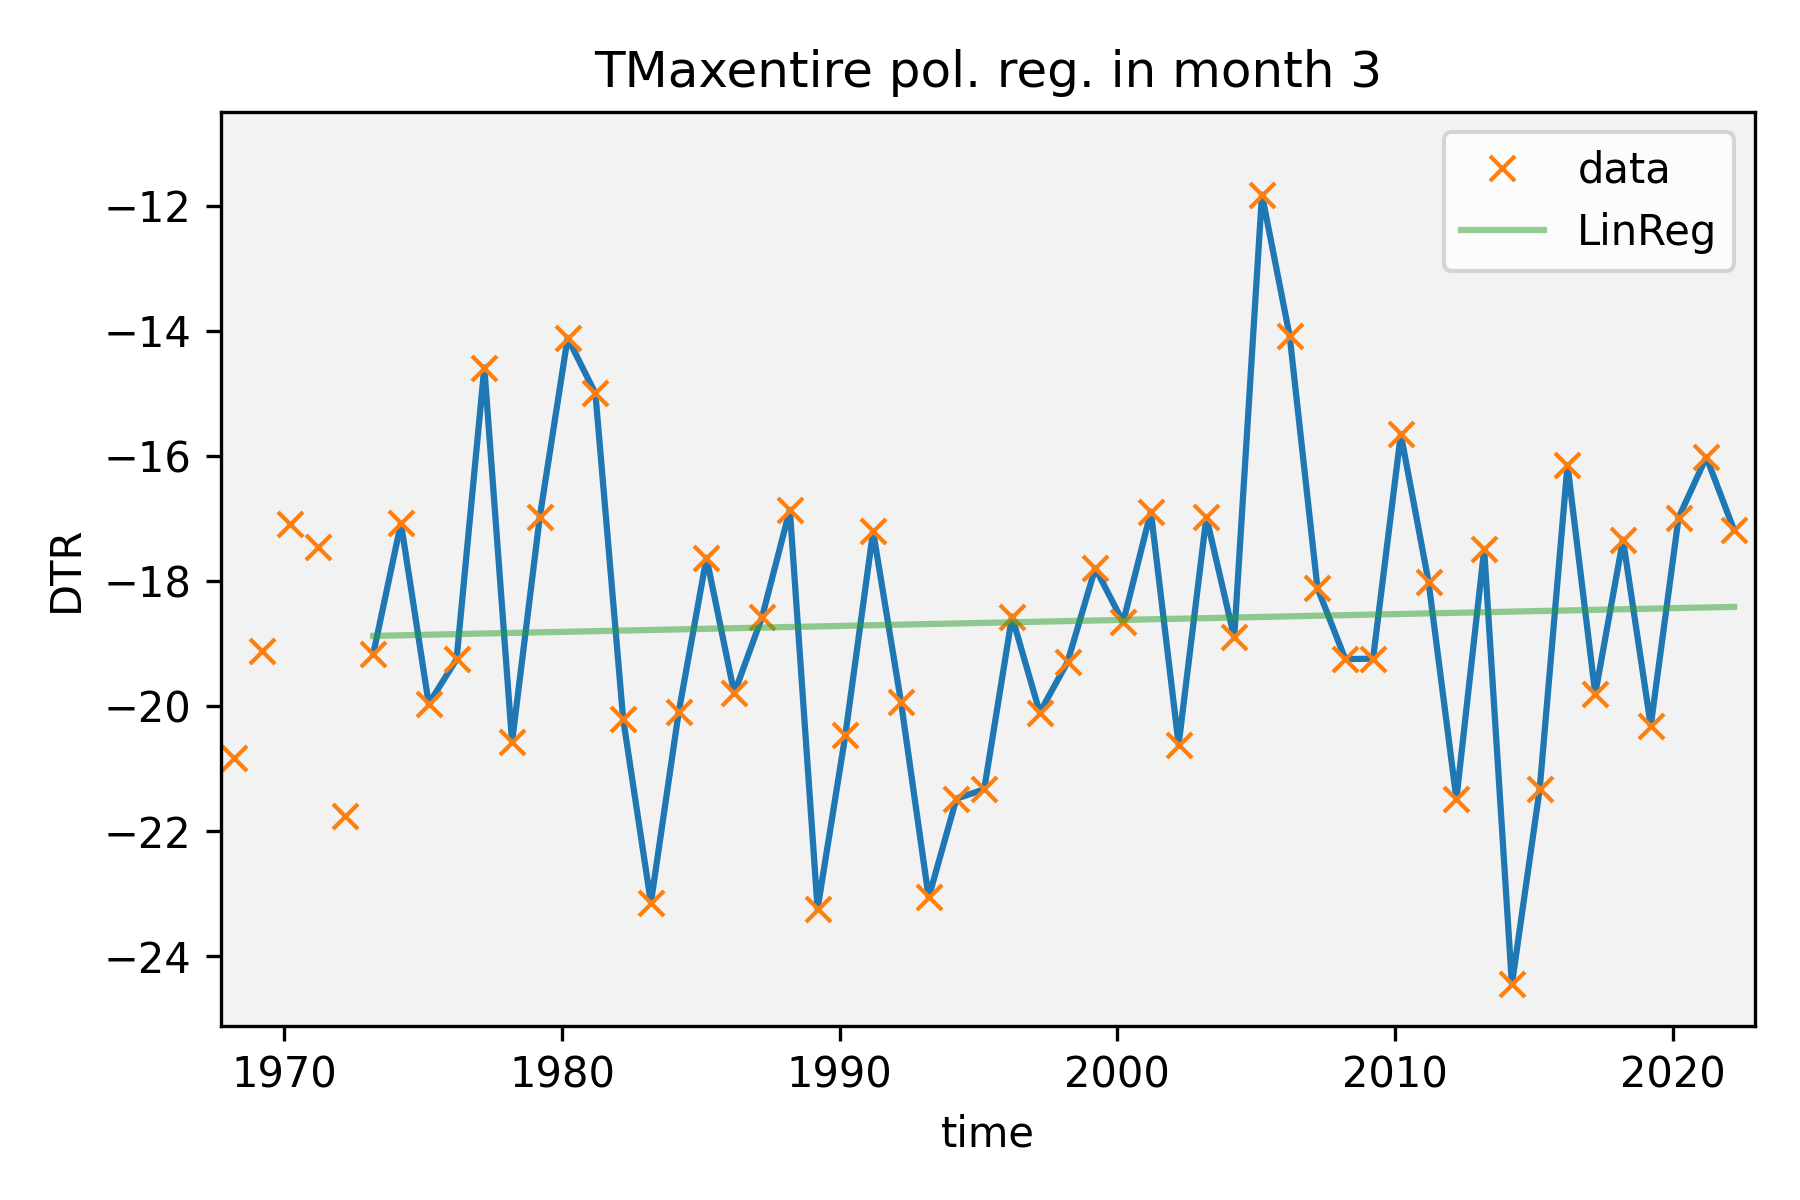 TMaxentire pol. reg. in month 3
data
LinReg
−12
−14
−16
−18
−20
−22
−24
DTR
1970 1980 1990 2000 2010 2020
time